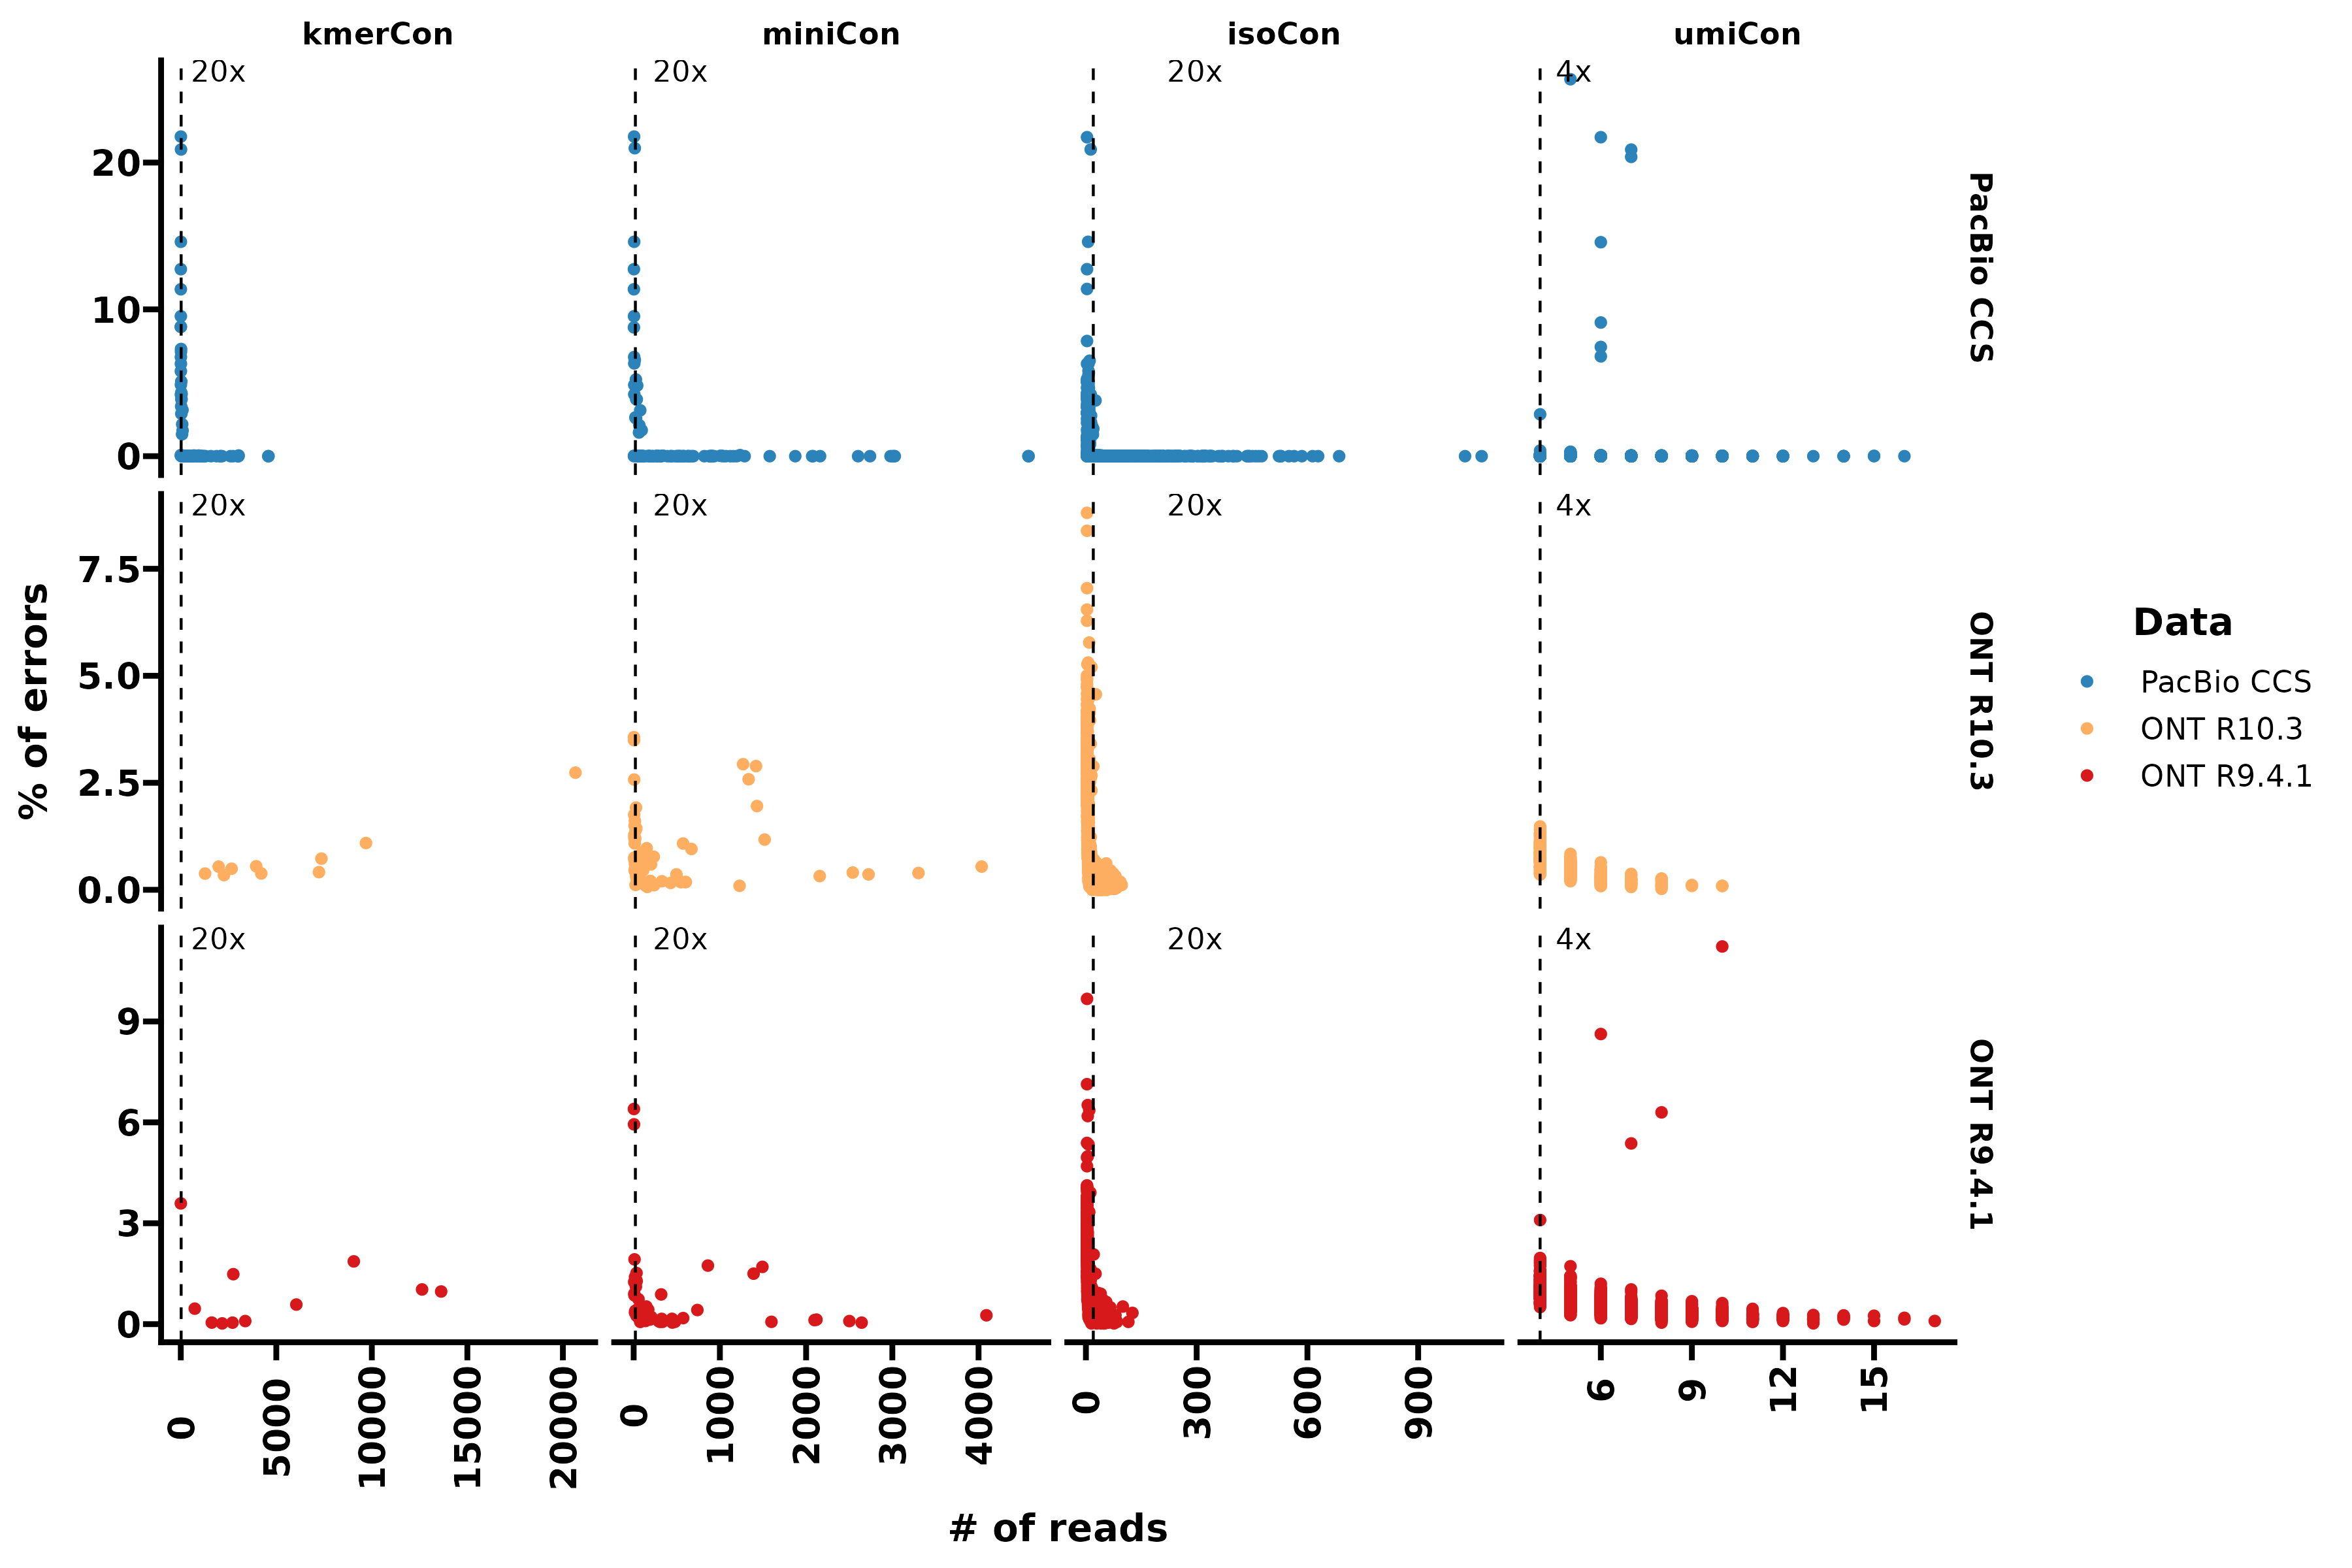 kmerCon miniCon isoCon umiCon
20x 20x 20x 4x
20
10
0
PacBio CCS
20x 20x 20x 4x
7.5
5.0
2.5
0.0
ONT R10.3
% of errors
20x 20x 20x 4x
9
6
3
0
ONT R9.4.1
0 5000 10000 15000 20000 0 1000 2000 3000 4000 0 300 600 900 6 9 12 15
# of reads
Data
PacBio CCS
ONT R10.3
ONT R9.4.1